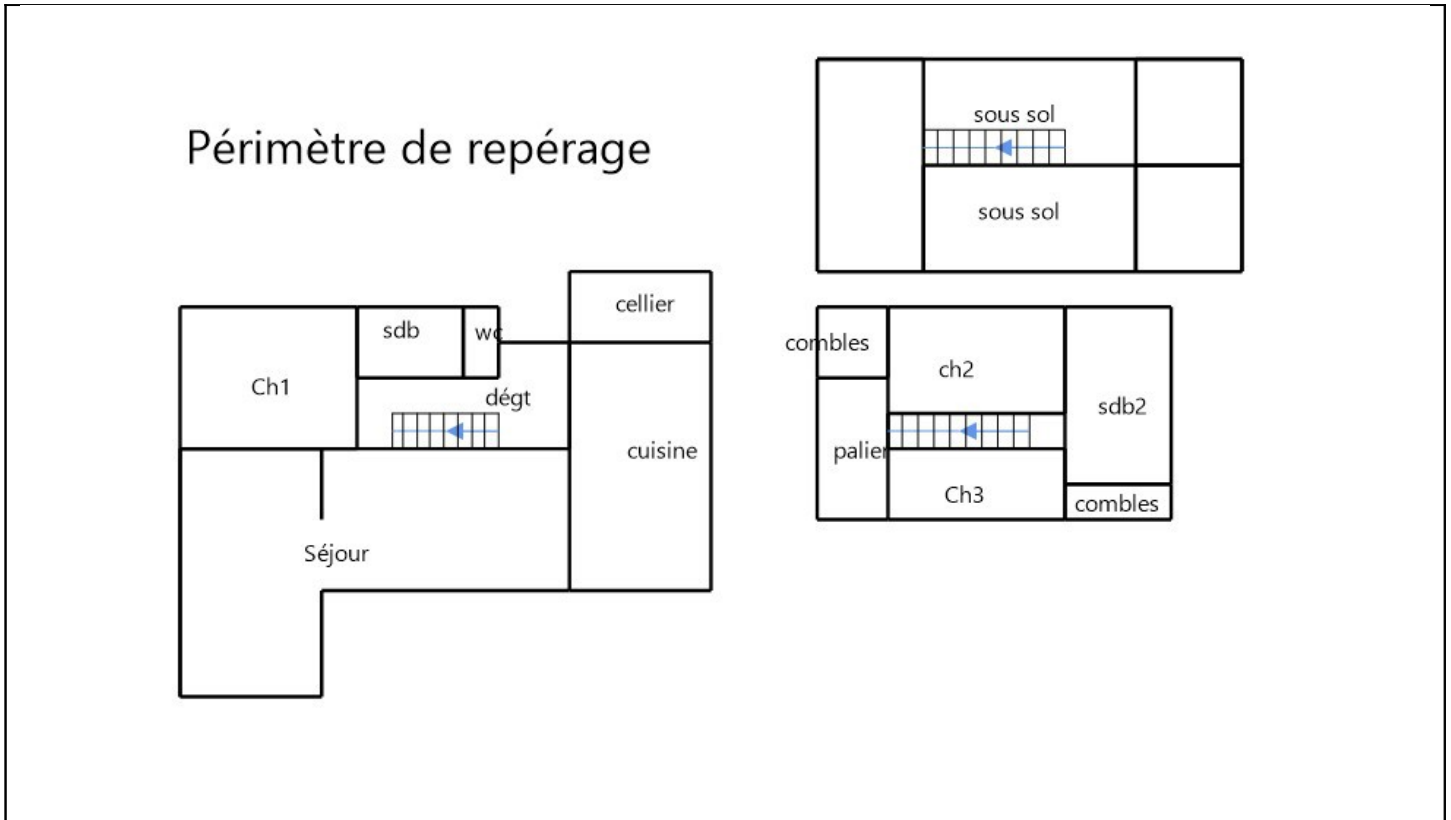 Périmètre de repérage
sous sol
sous sol
cellier
sdb
wc
Ch1
dégt
cuisine
Séjour
combles
ch2
sdb2
palier
Ch3
combles